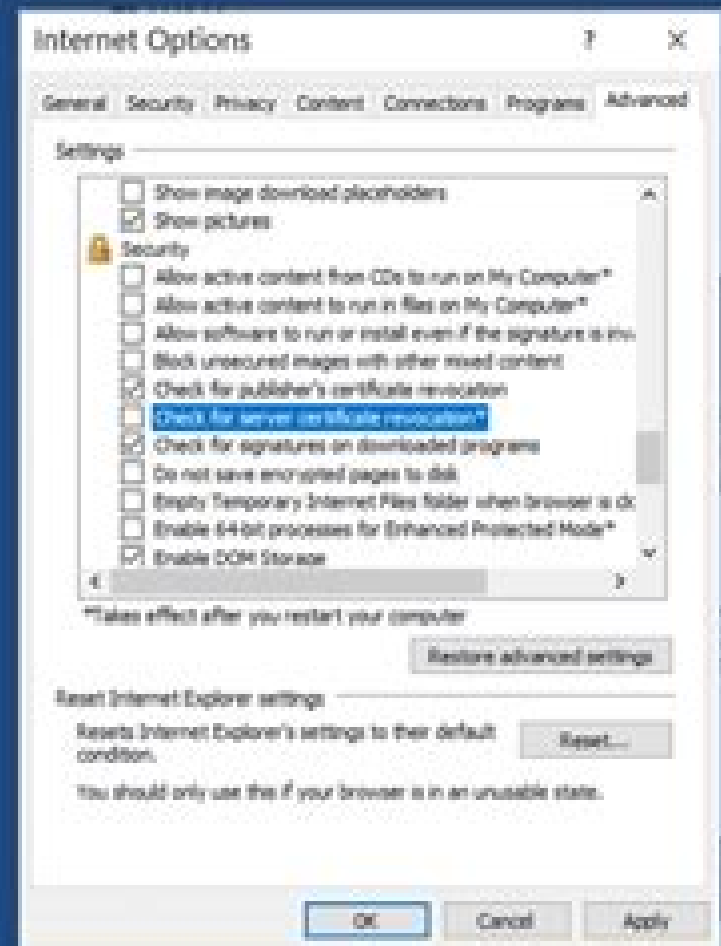 Internet Options
?
General Security Privacy Content Connections Programs Advanced
Settings
Show image download placeholders
Show pictures
Security
Allow active content from CDs to run on My Computer*
Allow active content to run in files on My Computer*
Allow software to run or install even if the signature is inv
Block unsecured images with other mixed content
Check for publisher's certificate revocation
Check for server certificate revocation*
Check for signatures on downloaded programs
Do not save encrypted pages to disk
Empty Temporary Internet Files folder when browser is clo
Enable 64-bit processes for Enhanced Protected Mode*
Enable DOM Storage
*Takes effect after you restart your computer
Restore advanced settings
Reset Internet Explorer settings
Resets Internet Explorer's settings to their default
condition.
Reset...
You should only use this if your browser is in an unusable state.
OK Cancel Apply